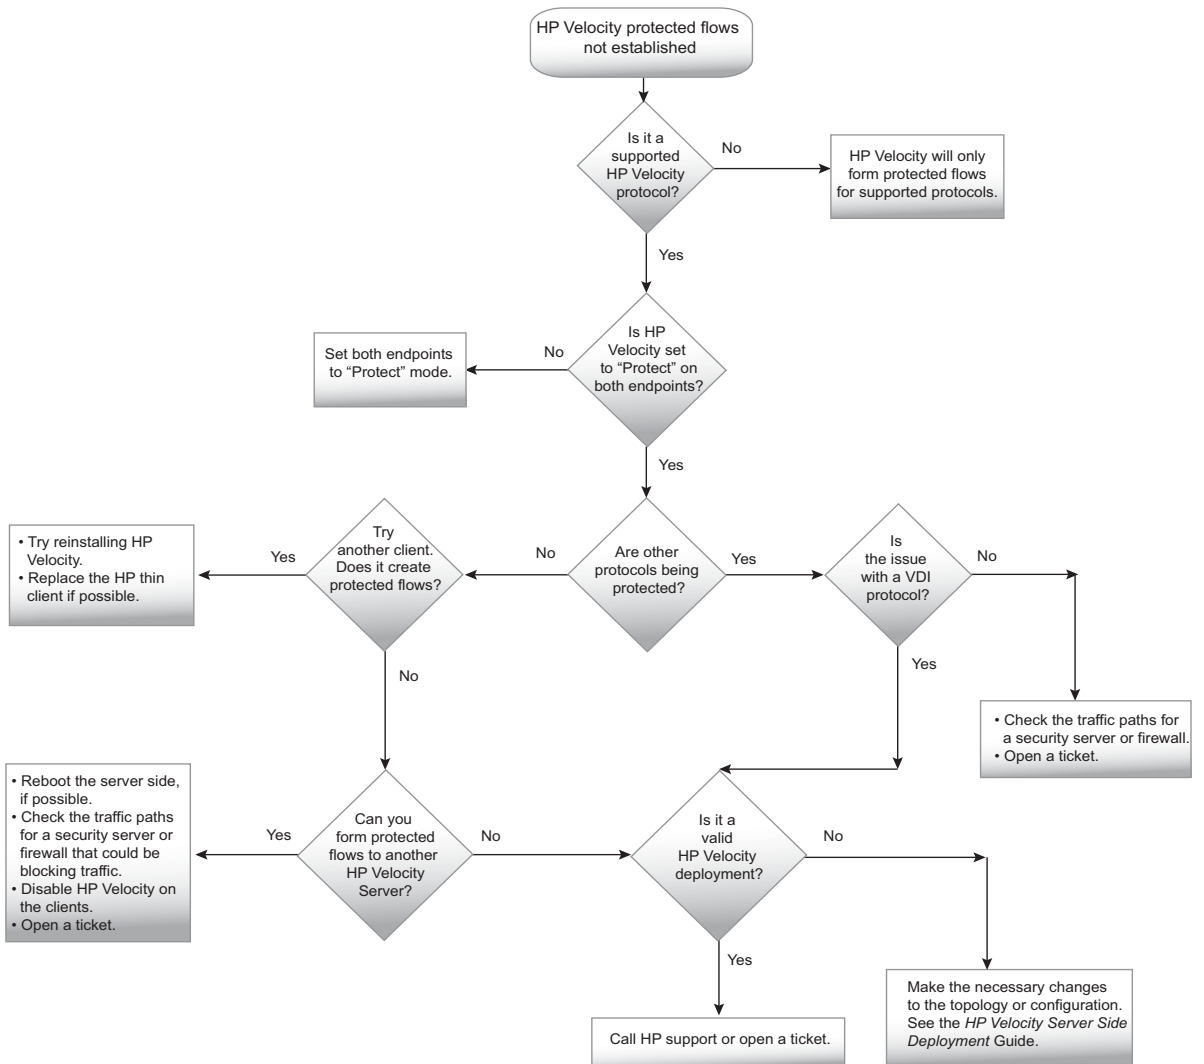 HP Velocity protected flows
not established
Is it a
supported
HP Velocity
protocol?
No
HP Velocity will only
form protected flows
for supported protocols.
Yes
Is HP
Velocity set
to “Protect” on
both endpoints?
No
Set both endpoints
to “Protect” mode.
Yes
Are other
protocols being
protected?
No
Try
another client.
Does it create
protected flows?
Yes
• Try reinstalling HP
Velocity.
• Replace the HP thin
client if possible.
Yes
Is
the issue
with a VDI
protocol?
No
• Check the traffic paths for
a security server or firewall.
• Open a ticket.
No
Yes
Can you
form protected
flows to another
HP Velocity
Server?
Yes
• Reboot the server side,
if possible.
• Check the traffic paths
for a security server or
firewall that could be
blocking traffic.
• Disable HP Velocity on
the clients.
• Open a ticket.
No
Is it a
valid
HP Velocity
deployment?
No
Make the necessary changes
to the topology or configuration.
See the HP Velocity Server Side
Deployment Guide.
Yes
Call HP support or open a ticket.